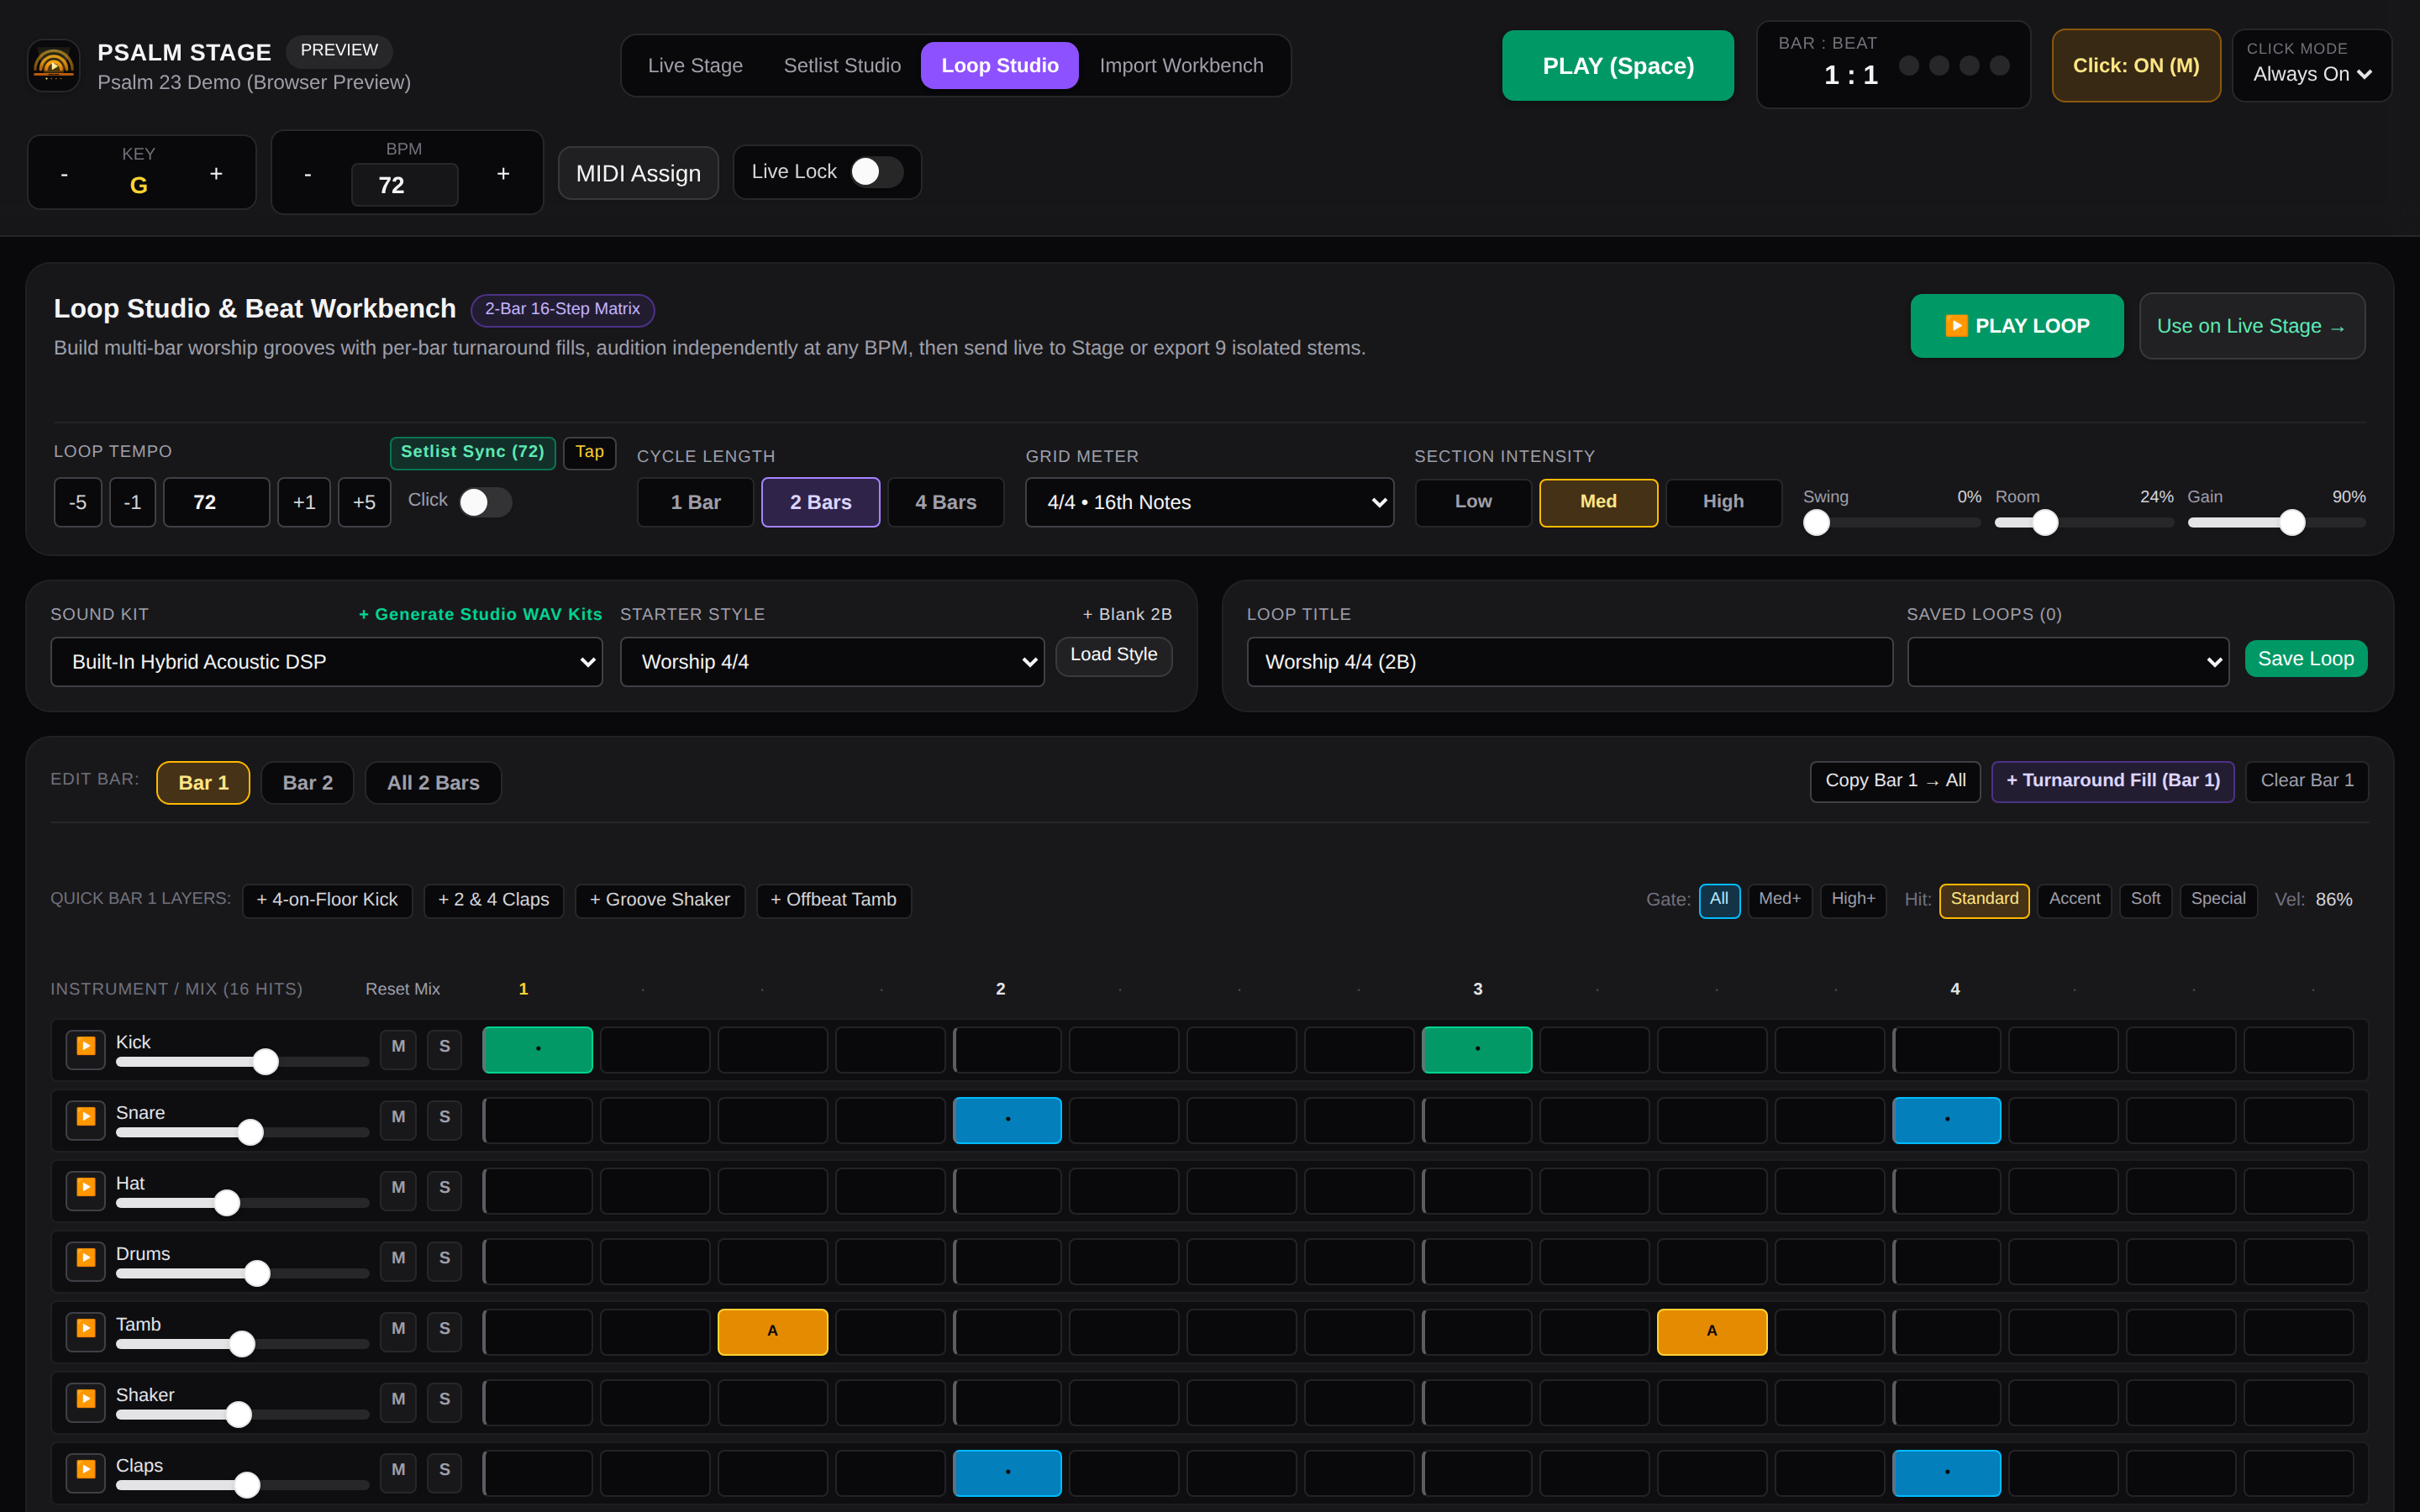 PSALM STAGE PREVIEW
Psalm 23 Demo (Browser Preview)
Live Stage Setlist Studio Loop Studio Import Workbench
PLAY (Space)
BAR : BEAT
1 : 1
Click: ON (M)
CLICK MODE
Always On
KEY
- G +
BPM
- 72 +
MIDI Assign
Live Lock
Loop Studio & Beat Workbench 2-Bar 16-Step Matrix
Build multi-bar worship grooves with per-bar turnaround fills, audition independently at any BPM, then send live to Stage or export 9 isolated stems.
▶ PLAY LOOP
Use on Live Stage →
LOOP TEMPO Setlist Sync (72) Tap
-5 -1 72 +1 +5 Click
CYCLE LENGTH
1 Bar 2 Bars 4 Bars
GRID METER
4/4 • 16th Notes
SECTION INTENSITY
Low Med High
Swing 0% Room 24% Gain 90%
SOUND KIT + Generate Studio WAV Kits
Built-In Hybrid Acoustic DSP
STARTER STYLE + Blank 2B
Worship 4/4 Load Style
LOOP TITLE
Worship 4/4 (2B)
SAVED LOOPS (0)
Save Loop
EDIT BAR: Bar 1 Bar 2 All 2 Bars
Copy Bar 1 → All + Turnaround Fill (Bar 1) Clear Bar 1
QUICK BAR 1 LAYERS: + 4-on-Floor Kick + 2 & 4 Claps + Groove Shaker + Offbeat Tamb
Gate: All Med+ High+ Hit: Standard Accent Soft Special Vel: 86%
INSTRUMENT / MIX (16 HITS) Reset Mix 1 · · · 2 · · · 3 · · · 4 · · ·
▶ Kick M S • •
▶ Snare M S • •
▶ Hat M S
▶ Drums M S
▶ Tamb M S A A
▶ Shaker M S
▶ Claps M S • •